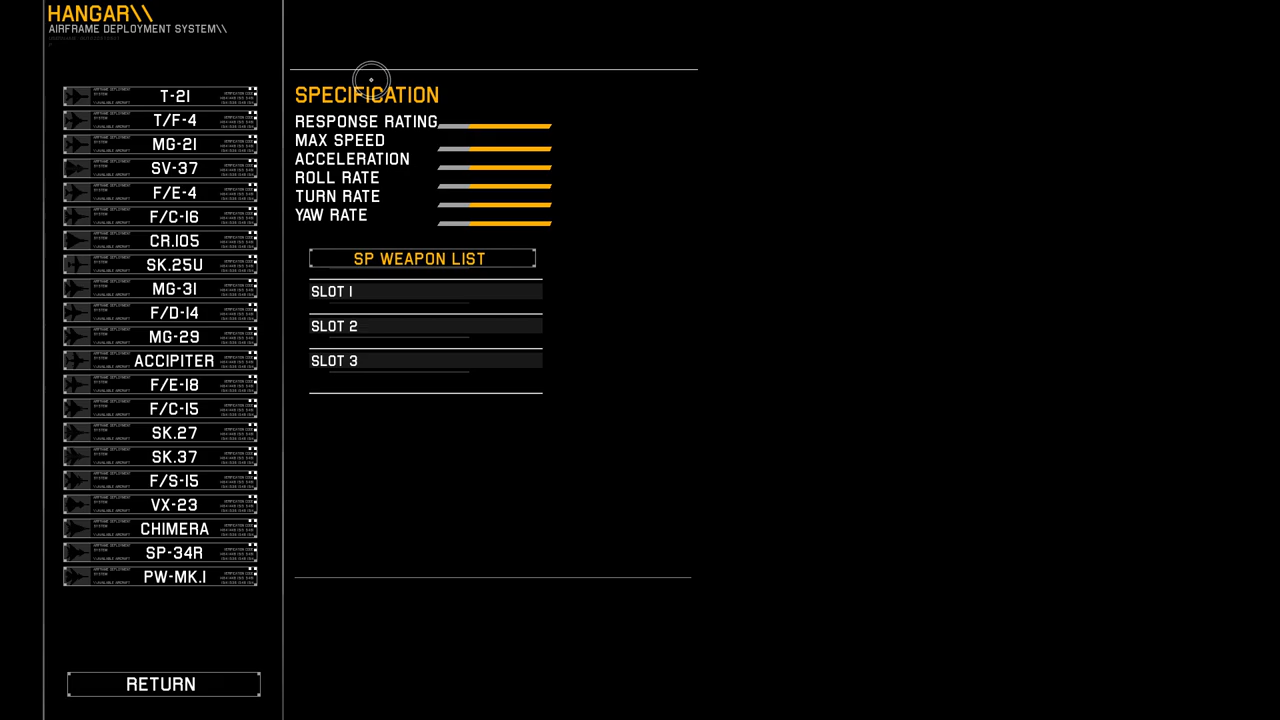 HANGAR\\
AIRFRAME DEPLOYMENT SYSTEM\\
T-21
T/F-4
MG-21
SV-37
F/E-4
F/C-16
CR.105
SK.25U
MG-31
F/D-14
MG-29
ACCIPITER
F/E-18
F/C-15
SK.27
SK.37
F/S-15
VX-23
CHIMERA
SP-34R
PW-MK.1
RETURN
SPECIFICATION
RESPONSE RATING
MAX SPEED
ACCELERATION
ROLL RATE
TURN RATE
YAW RATE
SP WEAPON LIST
SLOT 1
SLOT 2
SLOT 3